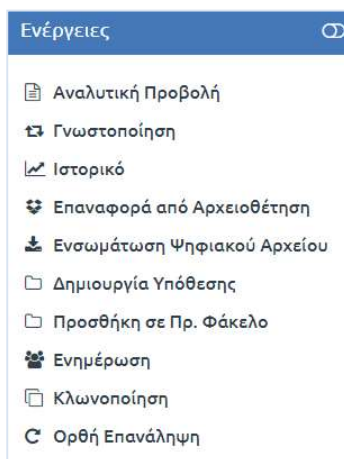 Ενέργειες
Αναλυτική Προβολή
Γνωστοποίηση
Ιστορικό
Επαναφορά από Αρχειοθέτηση
Ενσωμάτωση Ψηφιακού Αρχείου
Δημιουργία Υπόθεσης
Προσθήκη σε Πρ. Φάκελο
Ενημέρωση
Κλωνοποίηση
Ορθή Επανάληψη